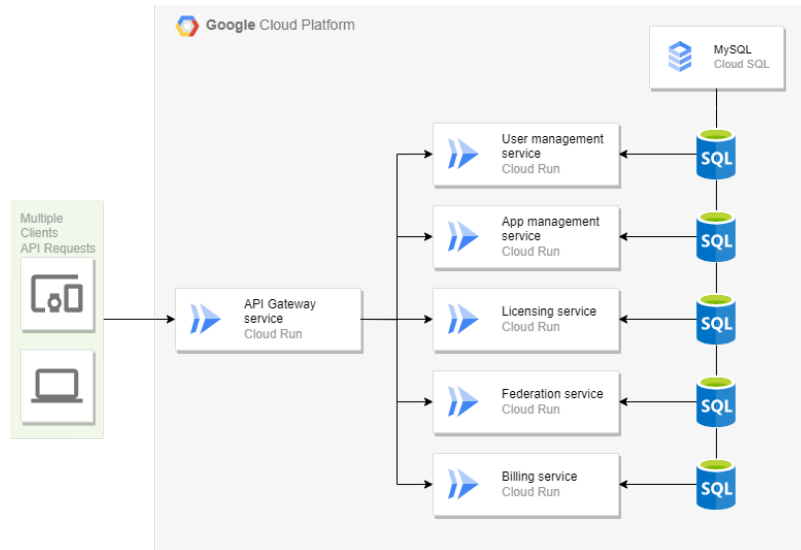 Google Cloud Platform
MySQL
Cloud SQL
User management
service
Cloud Run
SQL
App management
service
Cloud Run
SQL
Multiple
Clients
API Requests
API Gateway
service
Cloud Run
Licensing service
Cloud Run
SQL
Federation service
Cloud Run
SQL
Billing service
Cloud Run
SQL